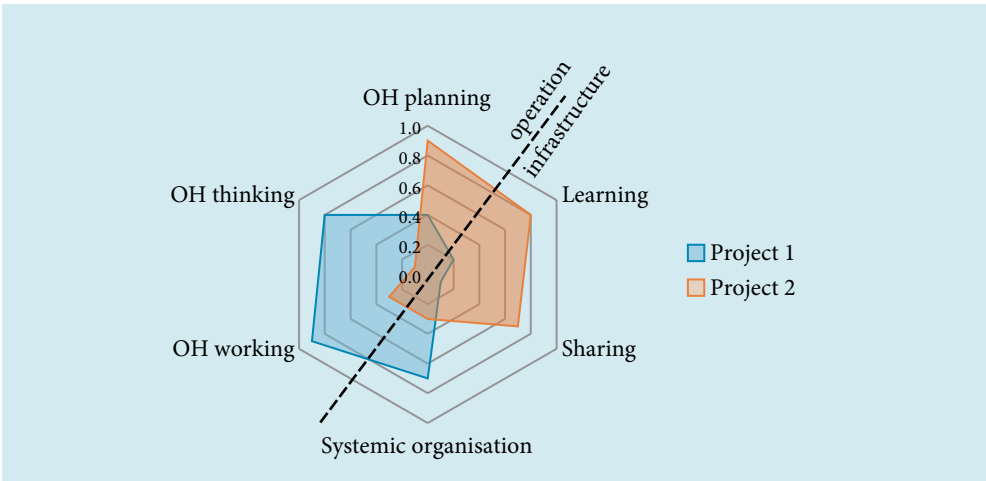 operation
infrastructure
OH planning
1.0
0.8
0.6
0.4
0.2
0.0
OH thinking
Learning
Project 1
Project 2
OH working
Sharing
Systemic organisation